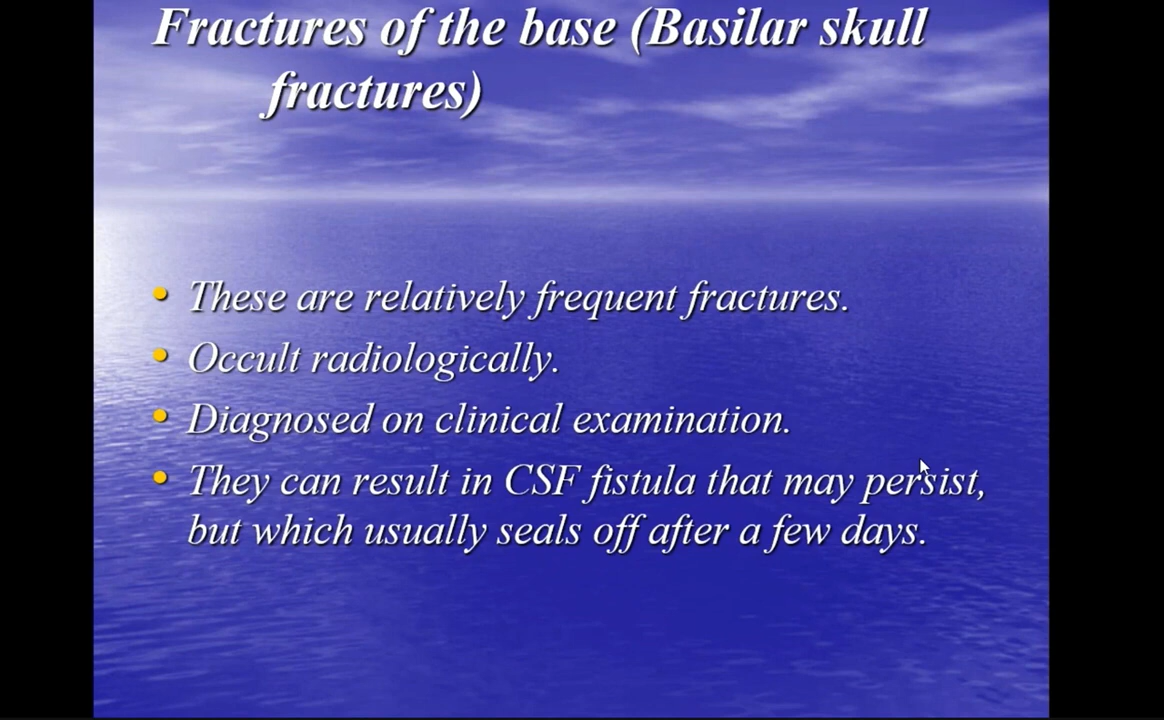 Fractures of the base (Basilar skull
fractures)
• These are relatively frequent fractures.
• Occult radiologically.
• Diagnosed on clinical examination.
• They can result in CSF fistula that may persist,
but which usually seals off after a few days.